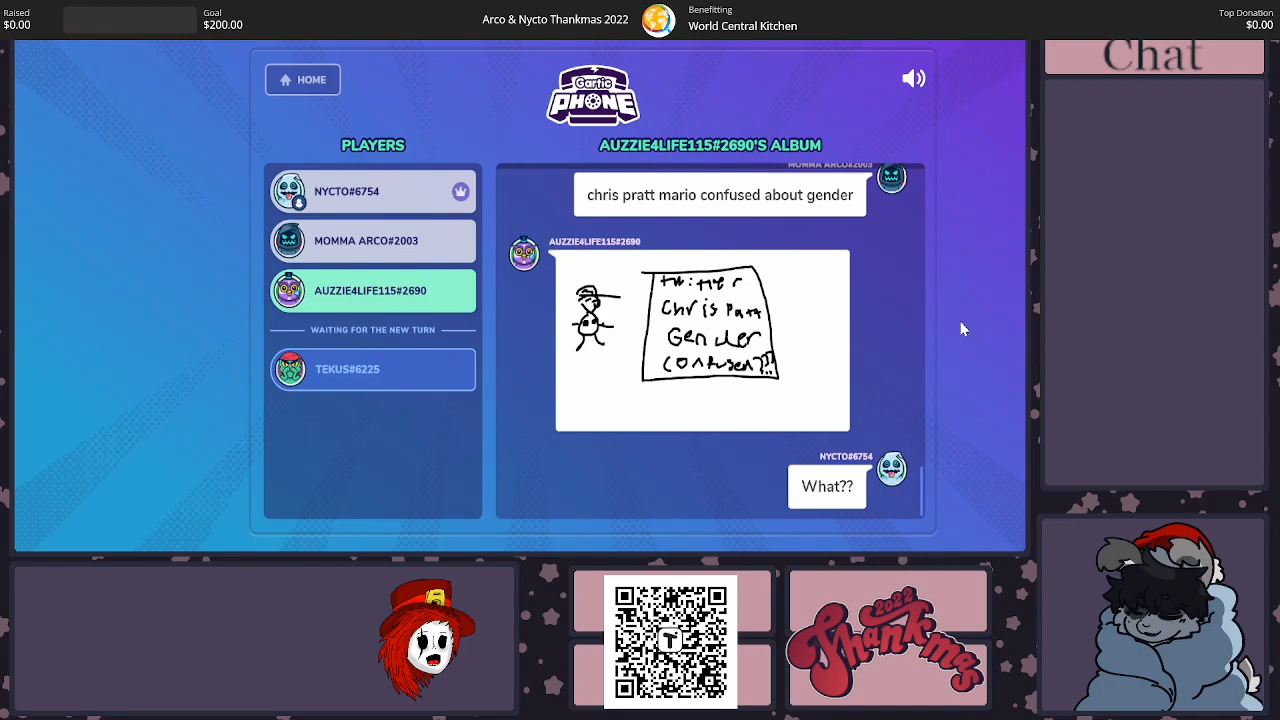 Raised
$0.00
Goal
$200.00
Arco & Nycto Thankmas 2022
Benefitting
World Central Kitchen
Top Donation
$0.00
HOME
Gartic
PHONE
Chat
PLAYERS
AUZZIE4LIFE115#2690'S ALBUM
NYCTO#6754
MOMMA ARCO#2003
AUZZIE4LIFE115#2690
WAITING FOR THE NEW TURN
TEKUS#6225
MOMMA ARCO#2003
chris pratt mario confused about gender
AUZZIE4LIFE115#2690
Chris Patt
Gender
confused???
NYCTO#6754
What??
T
2022
Thankmas